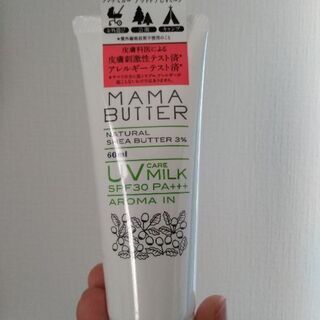 皮膚科医による
皮膚刺激性テスト済*
アレルギーテスト済*
MAMA
BUTTER
NATURAL
SHEA BUTTER 3%
60ml
UV CARE
MILK
SPF30 PA+++
AROMA IN